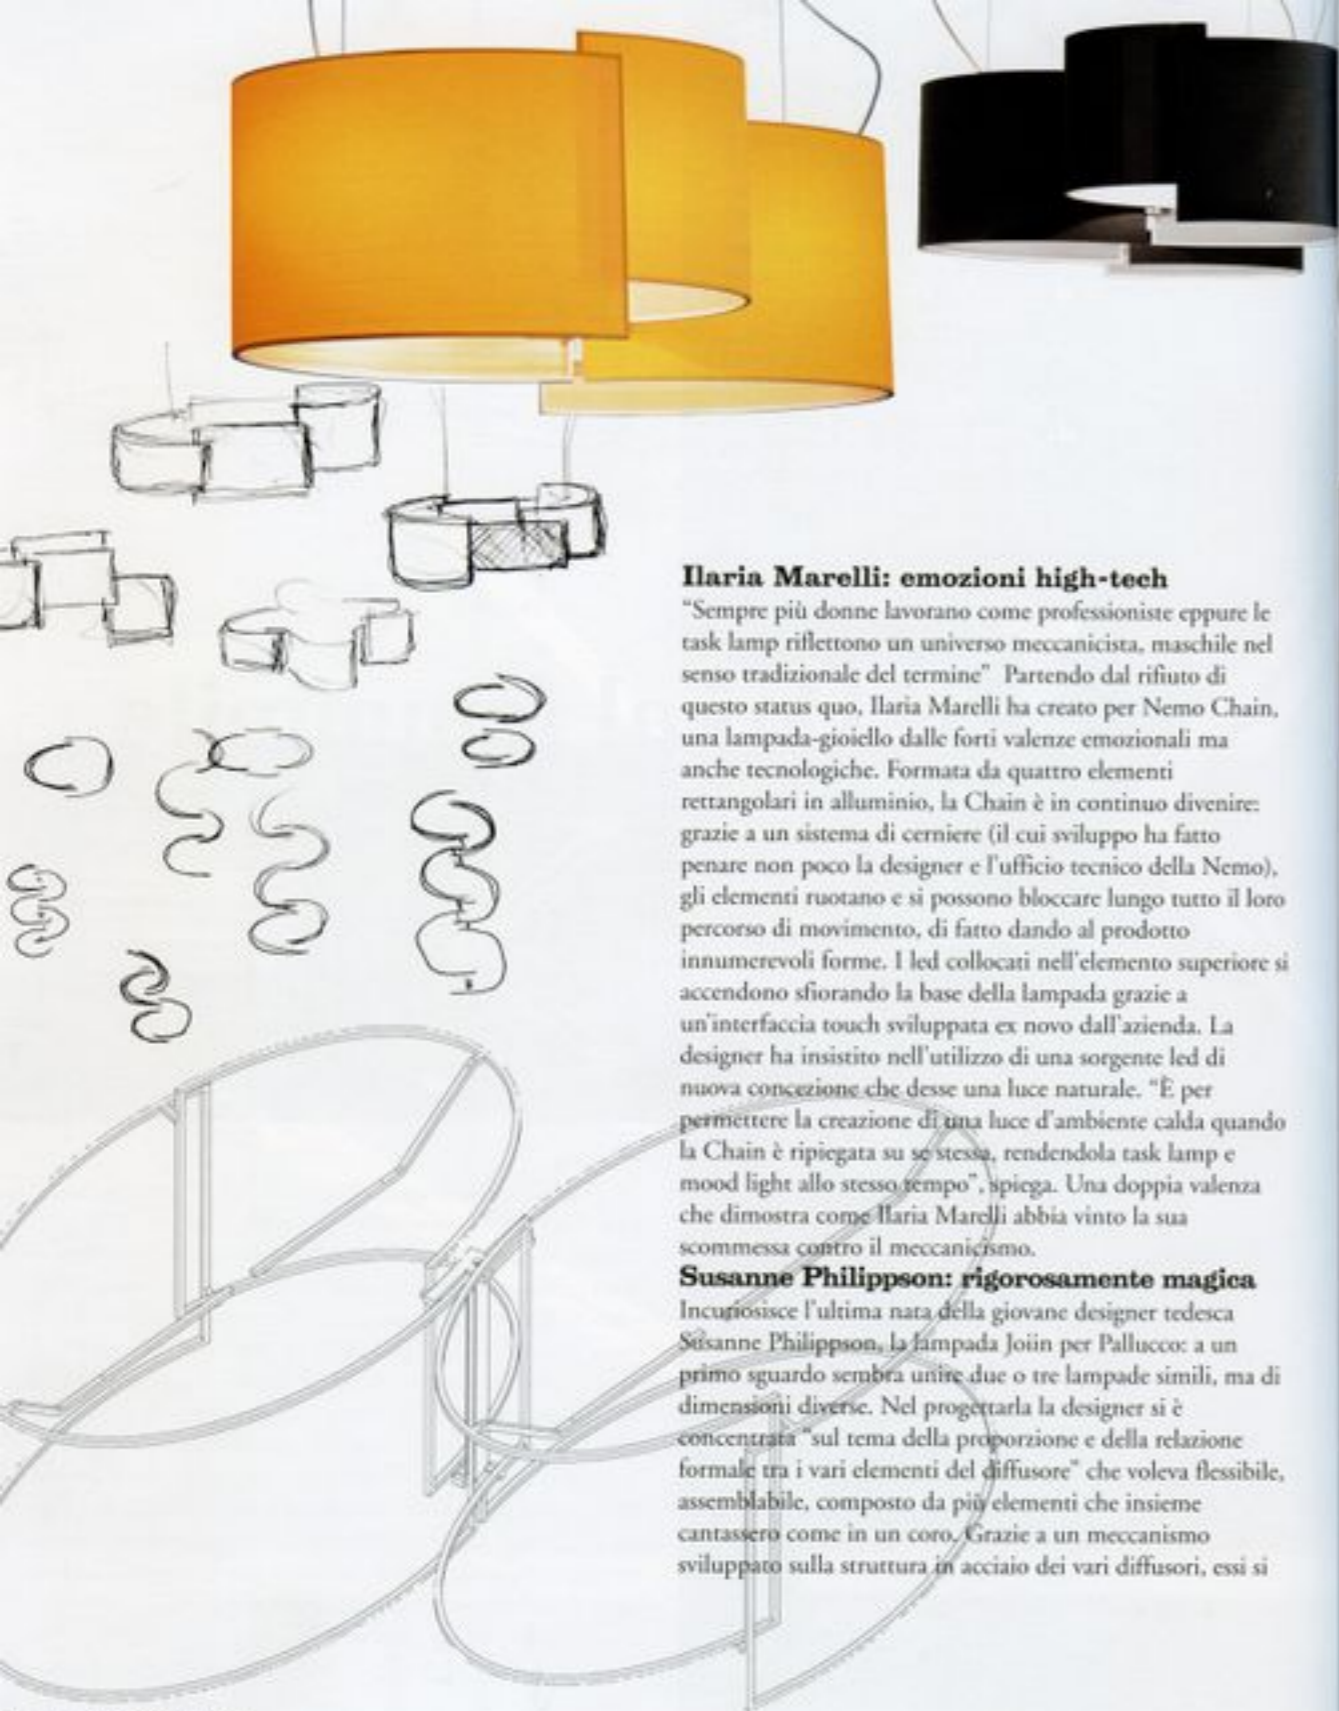 Ilaria Marelli: emozioni high-tech
“Sempre più donne lavorano come professioniste eppure le
task lamp riflettono un universo meccanicista, maschile nel
senso tradizionale del termine” Partendo dal rifiuto di
questo status quo, Ilaria Marelli ha creato per Nemo Chain,
una lampada-gioiello dalle forti valenze emozionali ma
anche tecnologiche. Formata da quattro elementi
rettangolari in alluminio, la Chain è in continuo divenire:
grazie a un sistema di cerniere (il cui sviluppo ha fatto
penare non poco la designer e l'ufficio tecnico della Nemo),
gli elementi ruotano e si possono bloccare lungo tutto il loro
percorso di movimento, di fatto dando al prodotto
innumerevoli forme. I led collocati nell'elemento superiore si
accendono sfiorando la base della lampada grazie a
un'interfaccia touch sviluppata ex novo dall'azienda. La
designer ha insistito nell'utilizzo di una sorgente led di
nuova concezione che desse una luce naturale. “È per
permettere la creazione di una luce d'ambiente calda quando
la Chain è ripiegata su se stessa, rendendola task lamp e
mood light allo stesso tempo”, spiega. Una doppia valenza
che dimostra come Ilaria Marelli abbia vinto la sua
scommessa contro il meccanicismo.
Susanne Philippson: rigorosamente magica
Incuriosisce l'ultima nata della giovane designer tedesca
Susanne Philippson, la lampada Joiin per Pallucco: a un
primo sguardo sembra unire due o tre lampade simili, ma di
dimensioni diverse. Nel progettarla la designer si è
concentrata “sul tema della proporzione e della relazione
formale tra i vari elementi del diffusore” che voleva flessibile,
assemblabile, composto da più elementi che insieme
cantassero come in un coro. Grazie a un meccanismo
sviluppato sulla struttura in acciaio dei vari diffusori, essi si